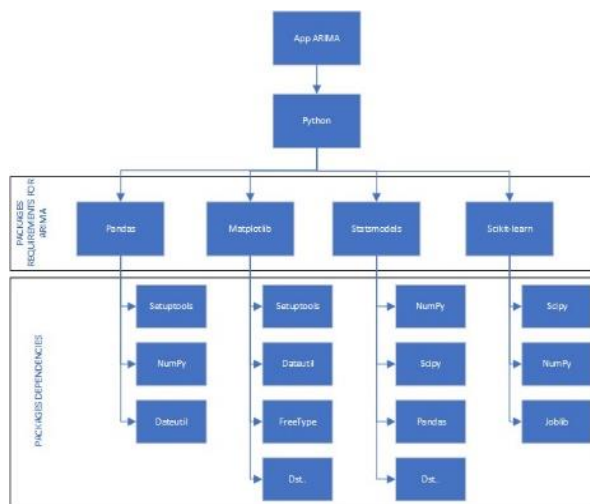 App ARIMA
Python
PACKAGES
REQUIREMENTS FOR
ARIMA
Pandas
Matplotlib
Statsmodels
Scikit-learn
PACKAGES DEPENDENCIES
Setuptools
NumPy
Dateutil
Setuptools
Dateutil
FreeType
Dst..
NumPy
Scipy
Pandas
Dst..
Scipy
NumPy
Joblib